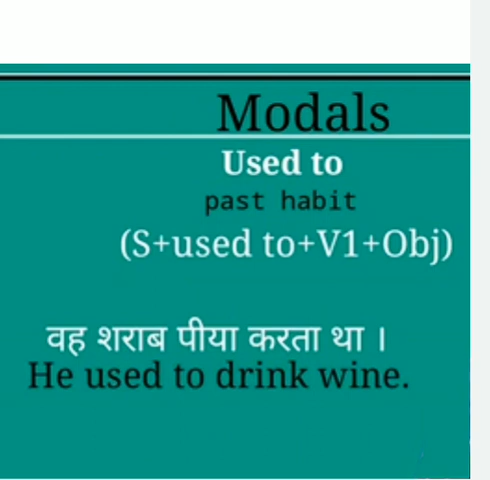 Modals
Used to
past habit
(S+used to+V1+Obj)
वह शराब पीया करता था ।
He used to drink wine.